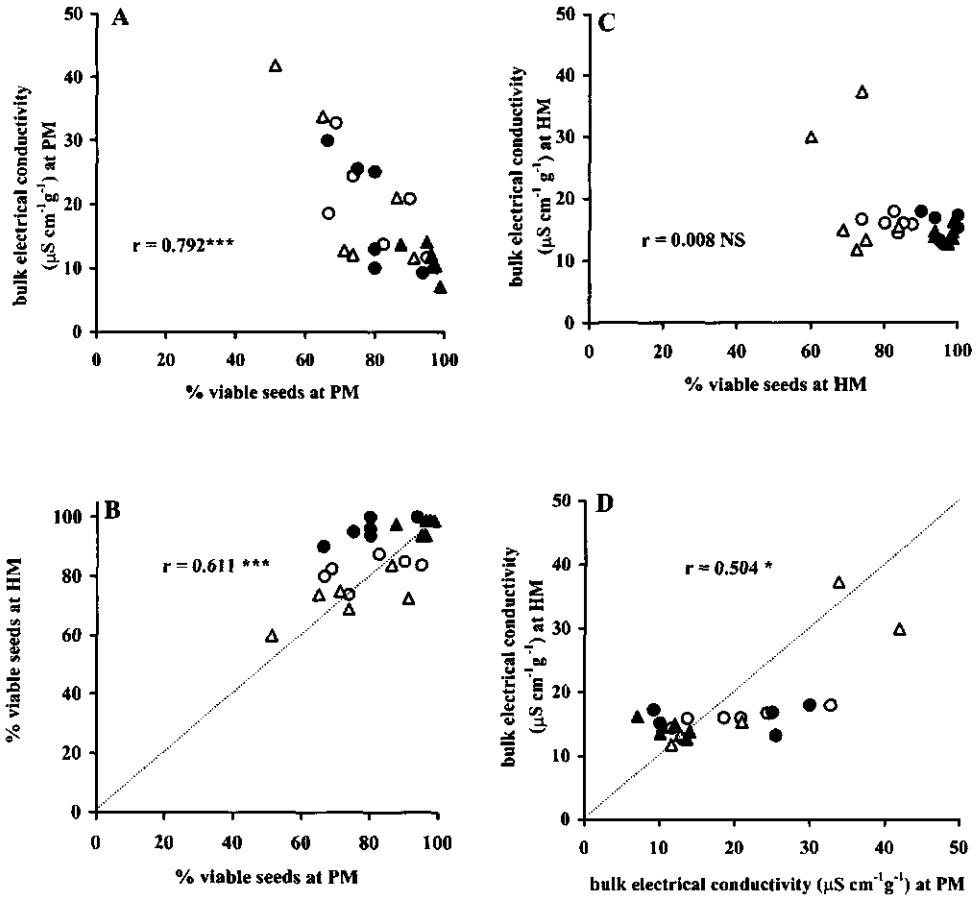 A
bulk electrical conductivity
(µS cm⁻¹g⁻¹) at PM
50
40
30
20
10
0
r = 0.792***
0 20 40 60 80 100
% viable seeds at PM
C
bulk electrical conductivity
(µS cm⁻¹g⁻¹) at HM
50
40
30
20
10
0
r = 0.008 NS
0 20 40 60 80 100
% viable seeds at HM
B
% viable seeds at HM
100
80
60
40
20
0
r = 0.611 ***
0 20 40 60 80 100
% viable seeds at PM
D
bulk electrical conductivity
(µS cm⁻¹g⁻¹) at HM
50
40
30
20
10
0
r = 0.504 *
0 10 20 30 40 50
bulk electrical conductivity (µS cm⁻¹g⁻¹) at PM